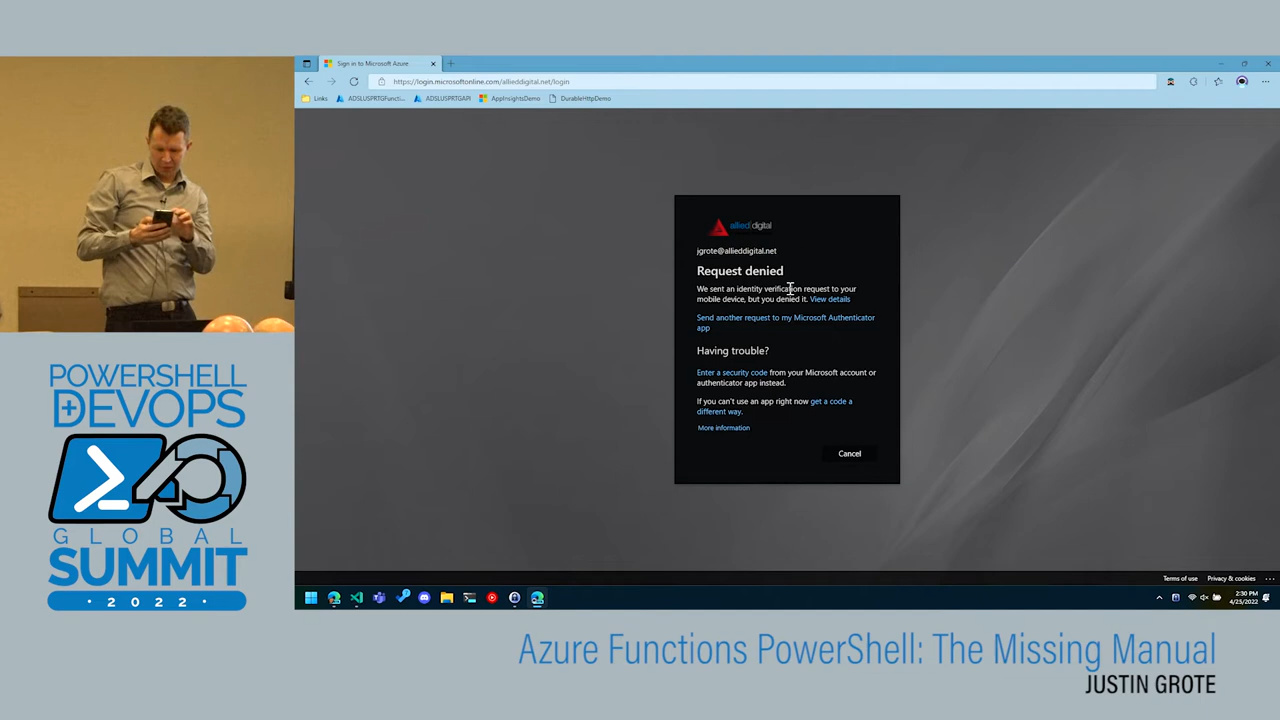 Sign in to Microsoft Azure
https://login.microsoftonline.com/allieddigital.net/login
Links
ADSLUSPRTGFuncti...
ADSLUSPRTGAPI
AppInsightsDemo
DurableHttpDemo
allied digital
jgrote@allieddigital.net
Request denied
We sent an identity verification request to your
mobile device, but you denied it. View details
Send another request to my Microsoft Authenticator
app
Having trouble?
Enter a security code from your Microsoft account or
authenticator app instead.
If you can't use an app right now get a code a
different way.
More information
Cancel
Terms of use
Privacy & cookies
...
2:30 PM
4/25/2022
POWERSHELL
DEVOPS
GLOBAL
SUMMIT
· 2 0 2 2 ·
Azure Functions PowerShell: The Missing Manual
JUSTIN GROTE